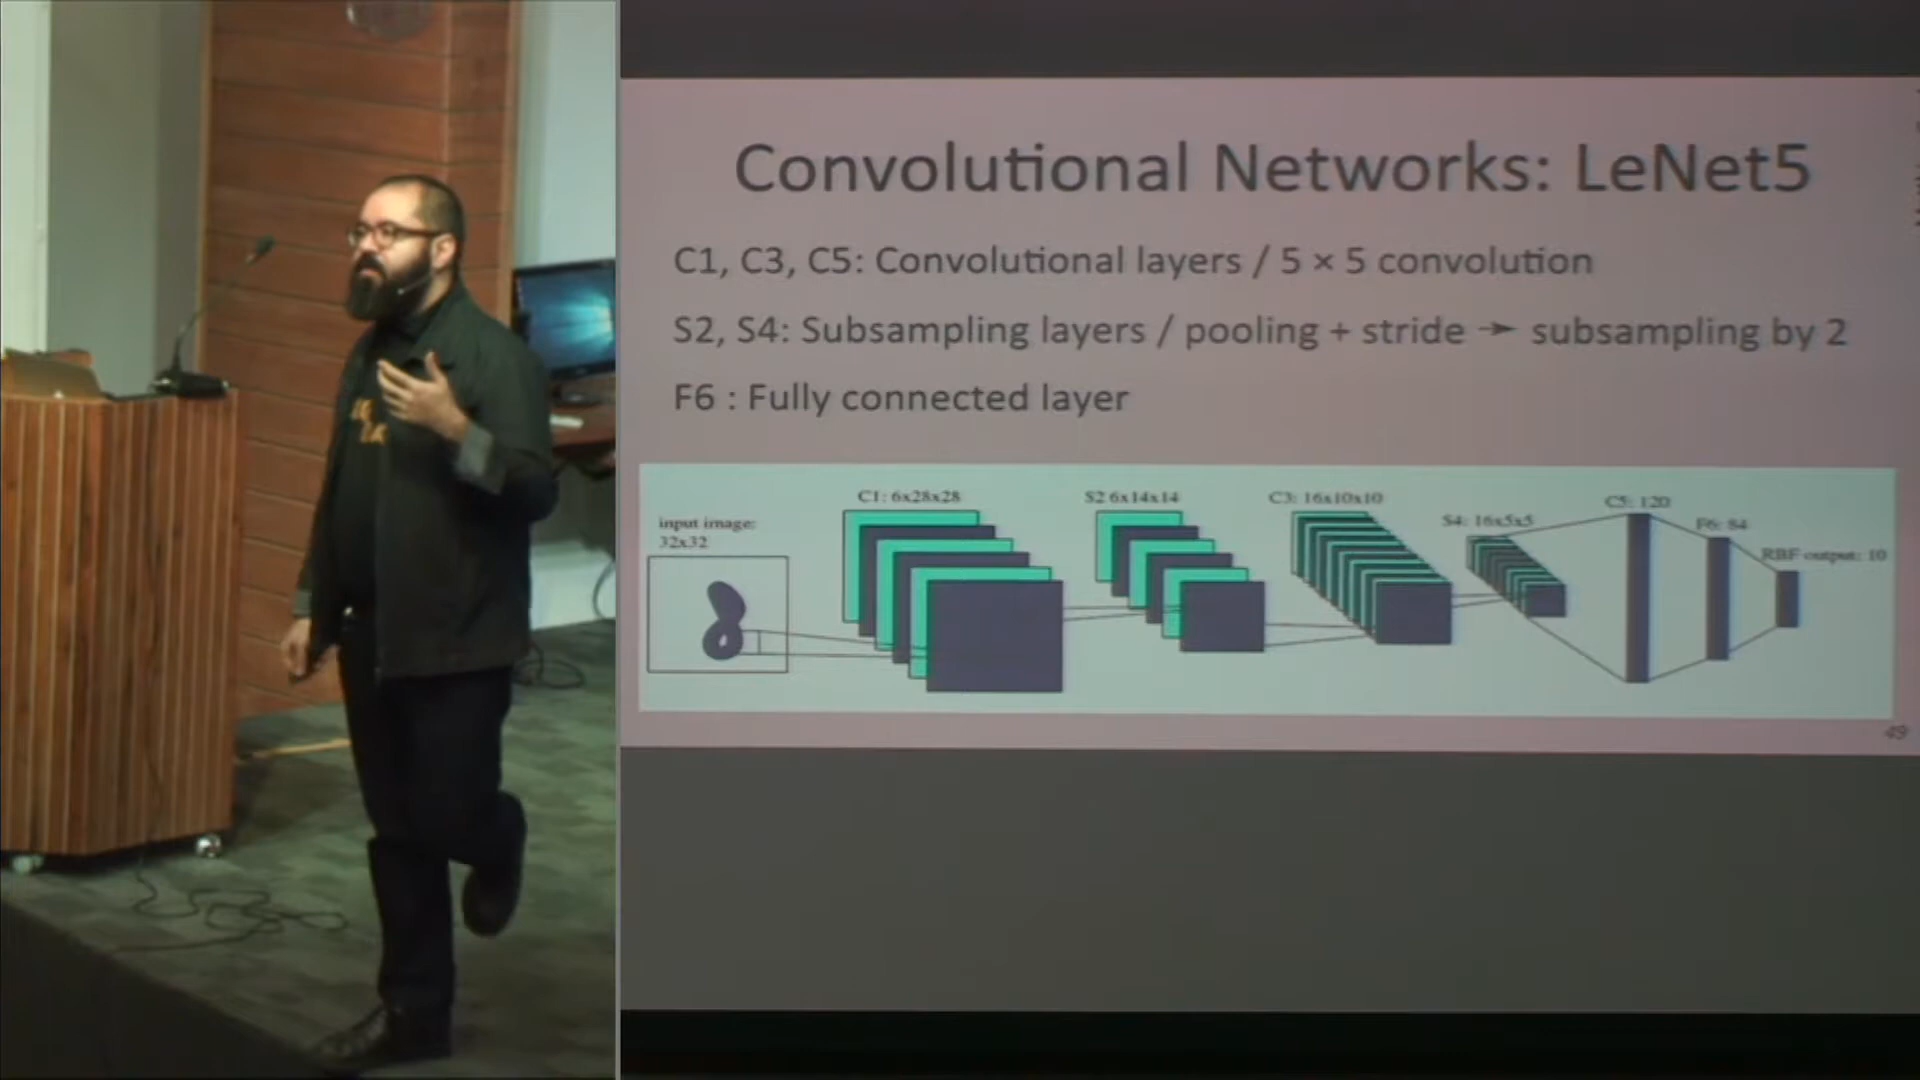 Convolutional Networks: LeNet5
C1, C3, C5: Convolutional layers / 5 × 5 convolution
S2, S4: Subsampling layers / pooling + stride → subsampling by 2
F6 : Fully connected layer
input image:
32x32
C1: 6x28x28
S2 6x14x14
C3: 16x10x10
S4: 16x5x5
C5: 120
F6: 84
RBF output: 10
49